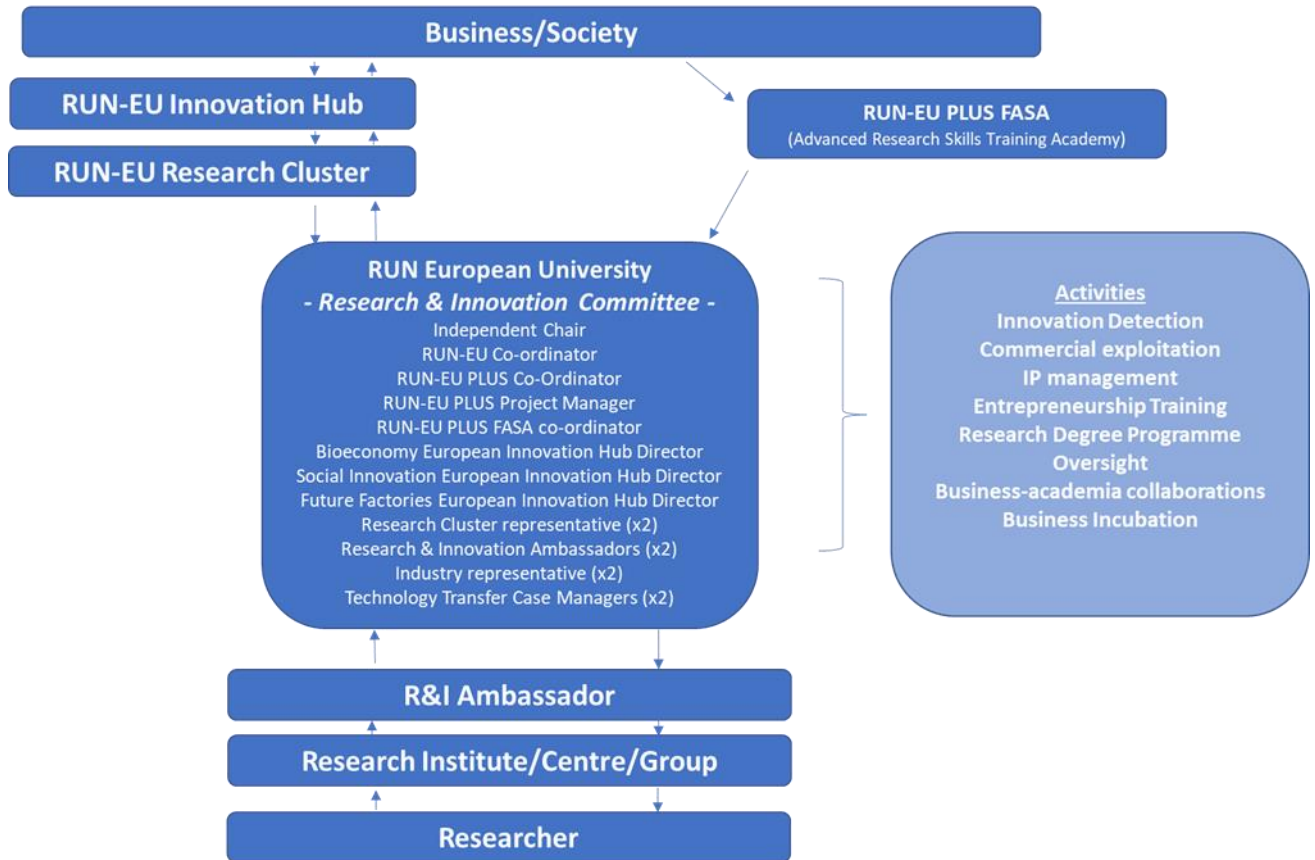 Business/Society
RUN-EU Innovation Hub
RUN-EU Research Cluster
RUN-EU PLUS FASA
(Advanced Research Skills Training Academy)
RUN European University
- Research & Innovation Committee -
Independent Chair
RUN-EU Co-ordinator
RUN-EU PLUS Co-Ordinator
RUN-EU PLUS Project Manager
RUN-EU PLUS FASA co-ordinator
Bioeconomy European Innovation Hub Director
Social Innovation European Innovation Hub Director
Future Factories European Innovation Hub Director
Research Cluster representative (x2)
Research & Innovation Ambassadors (x2)
Industry representative (x2)
Technology Transfer Case Managers (x2)
Activities
Innovation Detection
Commercial exploitation
IP management
Entrepreneurship Training
Research Degree Programme
Oversight
Business-academia collaborations
Business Incubation
R&I Ambassador
Research Institute/Centre/Group
Researcher